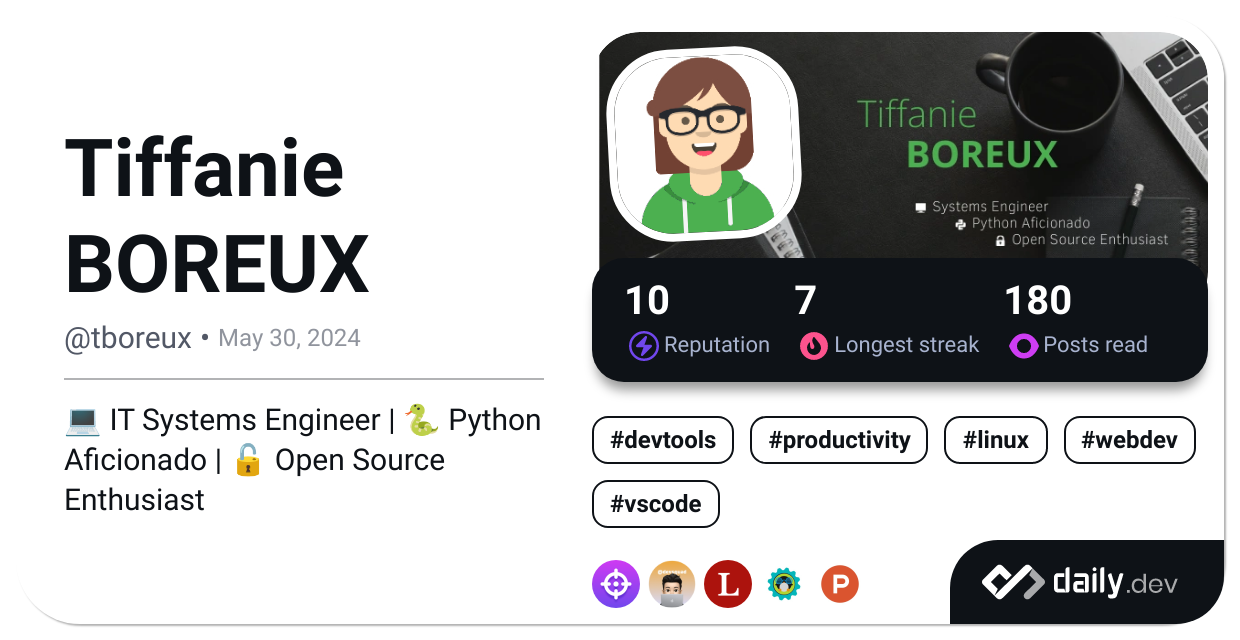 Tiffanie
BOREUX
@tboreux • May 30, 2024
💻 IT Systems Engineer | 🐍 Python
Aficionado | 🔓 Open Source
Enthusiast
Tiffanie
BOREUX
Systems Engineer
Python Aficionado
Open Source Enthusiast
10 7 180
Reputation Longest streak Posts read
#devtools #productivity #linux #webdev
#vscode
L P
daily.dev